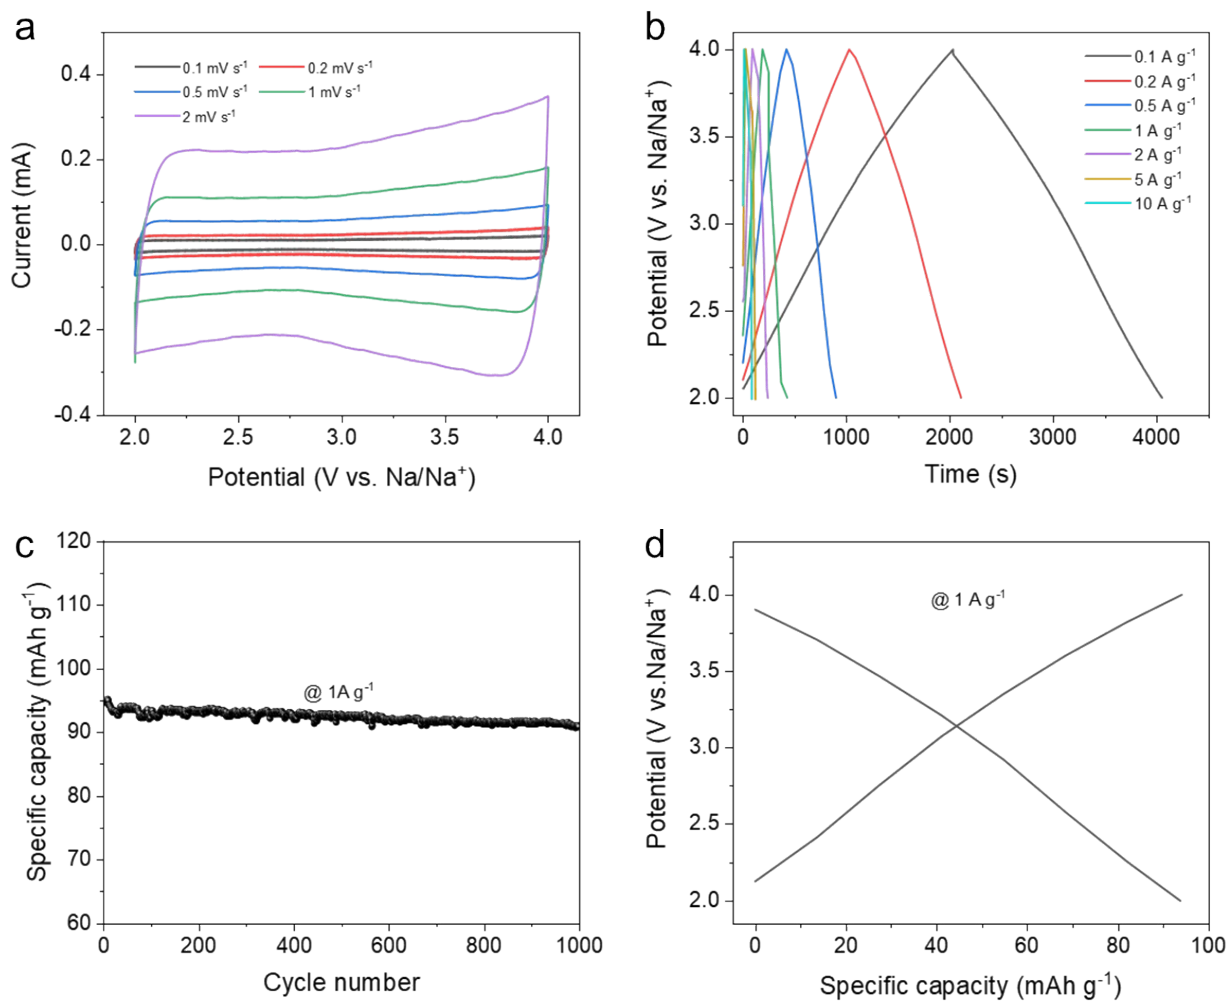 a
0.4
0.2
0.0
-0.2
-0.4
Current (mA)
0.1 mV s⁻¹
0.2 mV s⁻¹
0.5 mV s⁻¹
1 mV s⁻¹
2 mV s⁻¹
2.0 2.5 3.0 3.5 4.0
Potential (V vs. Na/Na⁺)
b
4.0
3.5
3.0
2.5
2.0
Potential (V vs. Na/Na⁺)
0.1 A g⁻¹
0.2 A g⁻¹
0.5 A g⁻¹
1 A g⁻¹
2 A g⁻¹
5 A g⁻¹
10 A g⁻¹
0 1000 2000 3000 4000
Time (s)
c
120
110
100
90
80
70
60
Specific capacity (mAh g⁻¹)
@ 1A g⁻¹
0 200 400 600 800 1000
Cycle number
d
4.0
3.5
3.0
2.5
2.0
Potential (V vs.Na/Na⁺)
@ 1 A g⁻¹
0 20 40 60 80 100
Specific capacity (mAh g⁻¹)